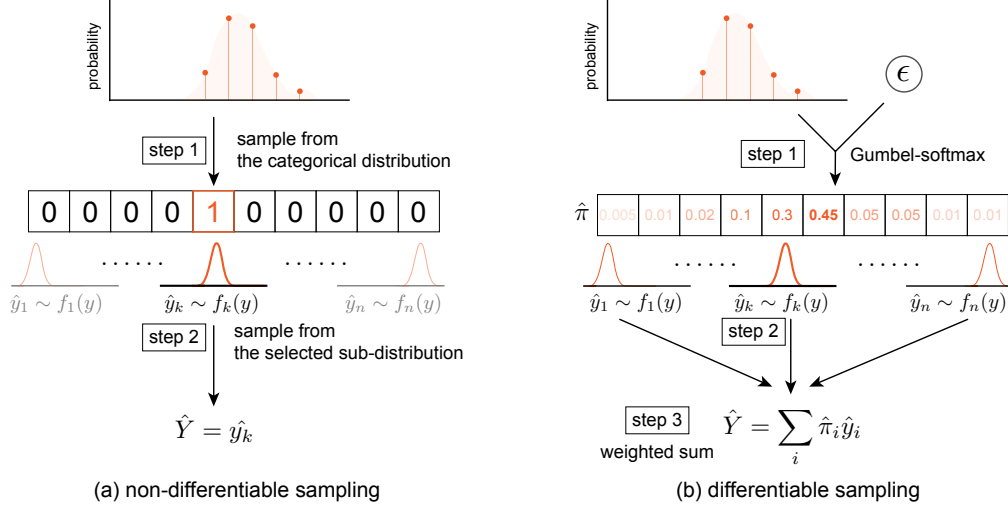 probability
step 1
sample from
the categorical distribution
0 0 0 0 1 0 0 0 0 0
······ ······
ŷ₁ ∼ f₁(y) ŷₖ ∼ fₖ(y) ŷₙ ∼ fₙ(y)
step 2
sample from
the selected sub-distribution
Ŷ = ŷₖ
(a) non-differentiable sampling
probability
ϵ
step 1
Gumbel-softmax
π̂ 0.005 0.01 0.02 0.1 0.3 0.45 0.05 0.05 0.01 0.01
······ ······
ŷ₁ ∼ f₁(y) ŷₖ ∼ fₖ(y) ŷₙ ∼ fₙ(y)
step 2
step 3
weighted sum
Ŷ = ∑ᵢ π̂ᵢŷᵢ
(b) differentiable sampling